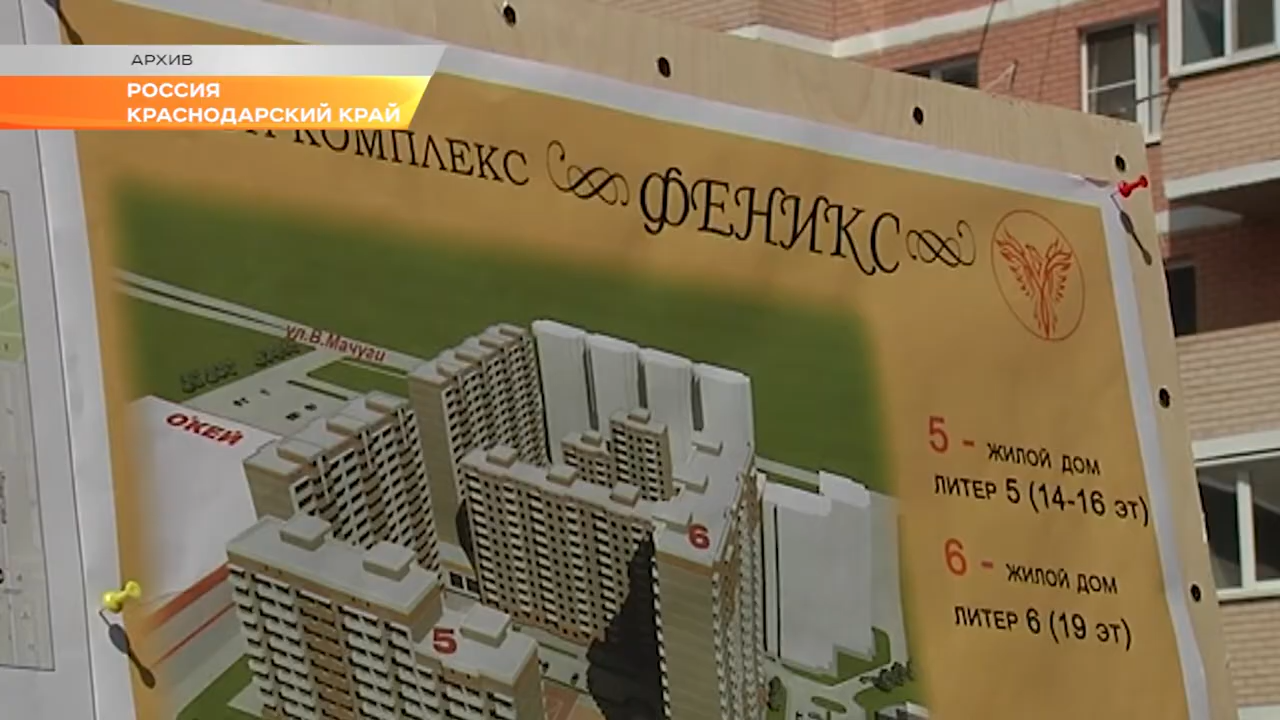 АРХИВ
РОССИЯ
КРАСНОДАРСКИЙ КРАЙ
КОМПЛЕКС ФЕНИКС
ул.В.Мачуги
О'КЕЙ
6
5
5 - ЖИЛОЙ ДОМ
ЛИТЕР 5 (14-16 эт)
6 - ЖИЛОЙ ДОМ
ЛИТЕР 6 (19 эт)